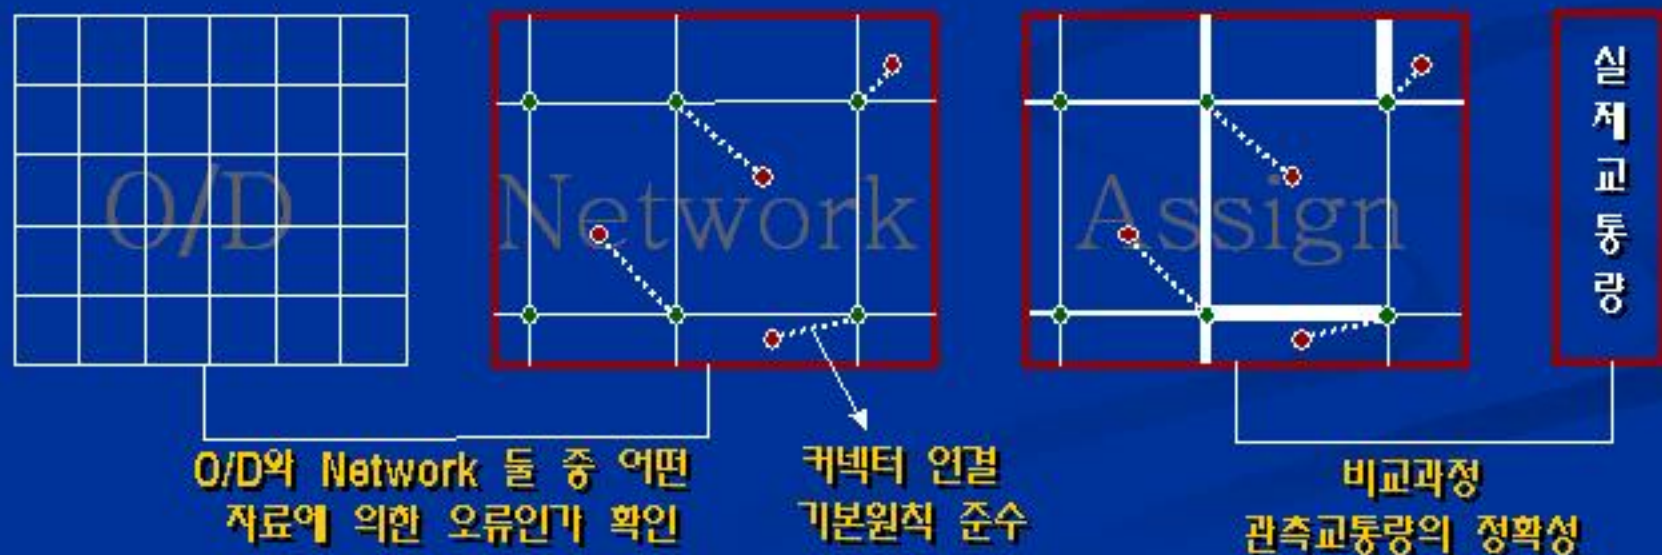 O/D
Network
Assign
실제교통량
O/D와 Network 둘 중 어떤
자료에 의한 오류인가 확인
커넥터 연결
기본원칙 준수
비교과정
관측교통량의 정확성